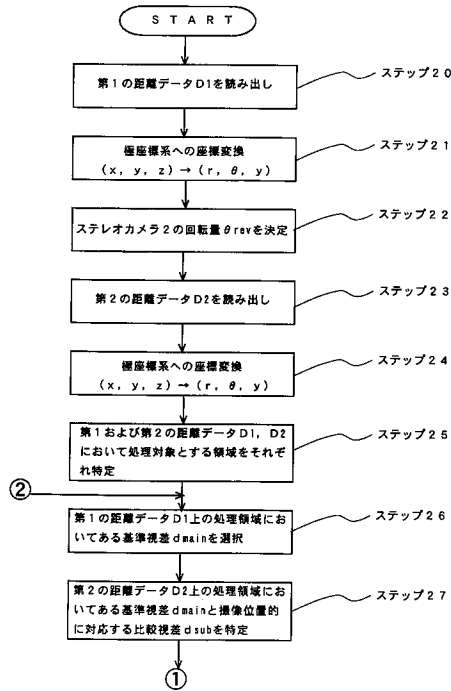 ＳＴＡＲＴ
第１の距離データＤ１を読み出し
ステップ２０
極座標系への座標変換
（ｘ，ｙ，ｚ）→（ｒ，θ，ｙ）
ステップ２１
ステレオカメラ２の回転量θrevを決定
ステップ２２
第２の距離データＤ２を読み出し
ステップ２３
極座標系への座標変換
（ｘ，ｙ，ｚ）→（ｒ，θ，ｙ）
ステップ２４
第１および第２の距離データＤ１，Ｄ２
において処理対象とする領域をそれぞ
れ特定
ステップ２５
②
第１の距離データＤ１上の処理領域にお
いてある基準視差ｄmainを選択
ステップ２６
第２の距離データＤ２上の処理領域にお
いてある基準視差ｄmainと撮像位置的
に対応する比較視差ｄsubを特定
ステップ２７
①